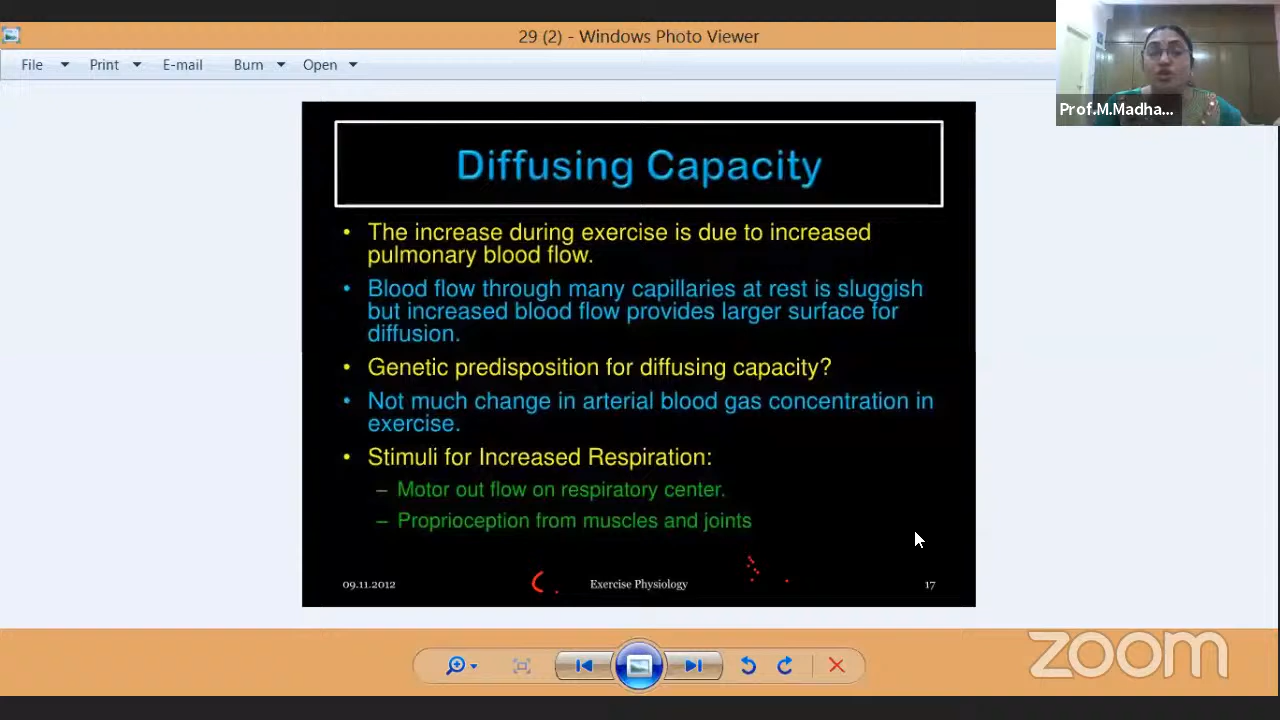 29 (2) - Windows Photo Viewer
File Print E-mail Burn Open
Prof.M.Madha...
Diffusing Capacity
• The increase during exercise is due to increased
pulmonary blood flow.
• Blood flow through many capillaries at rest is sluggish
but increased blood flow provides larger surface for
diffusion.
• Genetic predisposition for diffusing capacity?
• Not much change in arterial blood gas concentration in
exercise.
• Stimuli for Increased Respiration:
– Motor out flow on respiratory center.
– Proprioception from muscles and joints
09.11.2012 Exercise Physiology 17
zoom